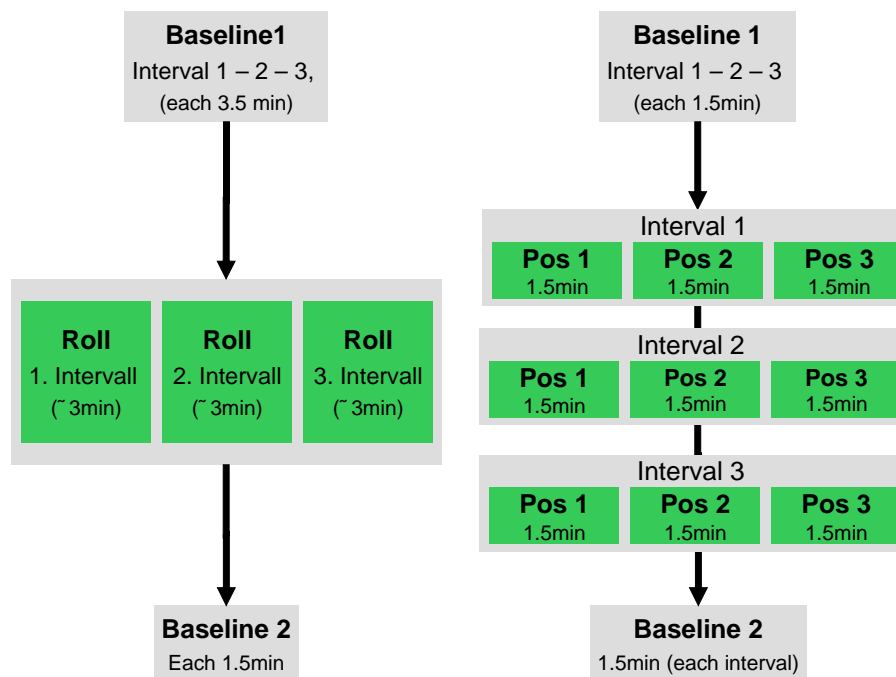 Baseline1
Interval 1 – 2 – 3,
(each 3.5 min)
Roll
1. Intervall
(˜ 3min)
Roll
2. Intervall
(˜ 3min)
Roll
3. Intervall
(˜ 3min)
Baseline 2
Each 1.5min
Baseline 1
Interval 1 – 2 – 3
(each 1.5min)
Interval 1
Pos 1
1.5min
Pos 2
1.5min
Pos 3
1.5min
Interval 2
Pos 1
1.5min
Pos 2
1.5min
Pos 3
1.5min
Interval 3
Pos 1
1.5min
Pos 2
1.5min
Pos 3
1.5min
Baseline 2
1.5min (each interval)